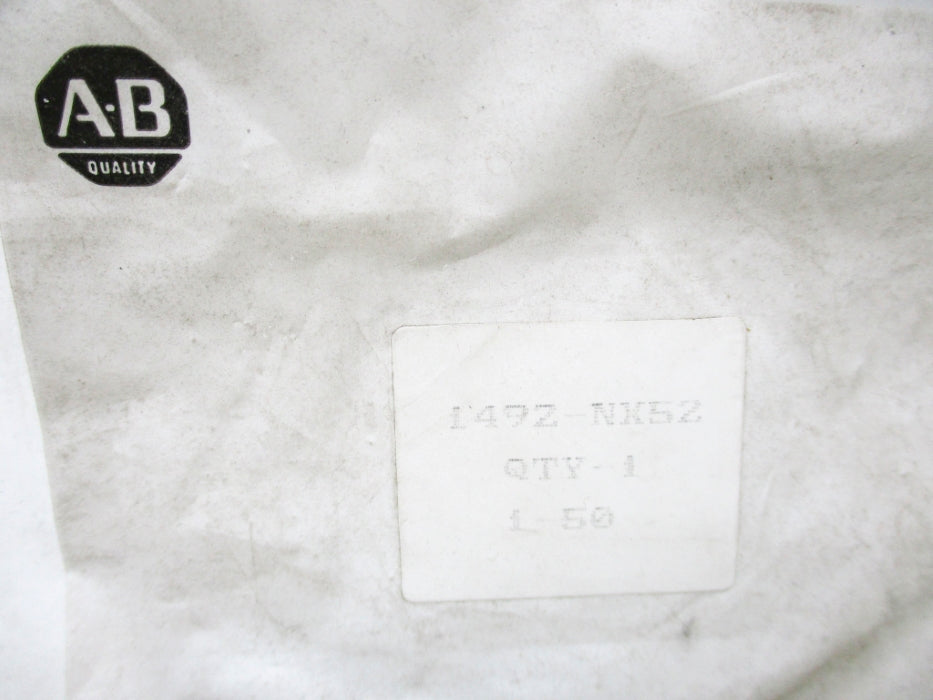 A·B
QUALITY
1492-NX52
QTY-1
1-50